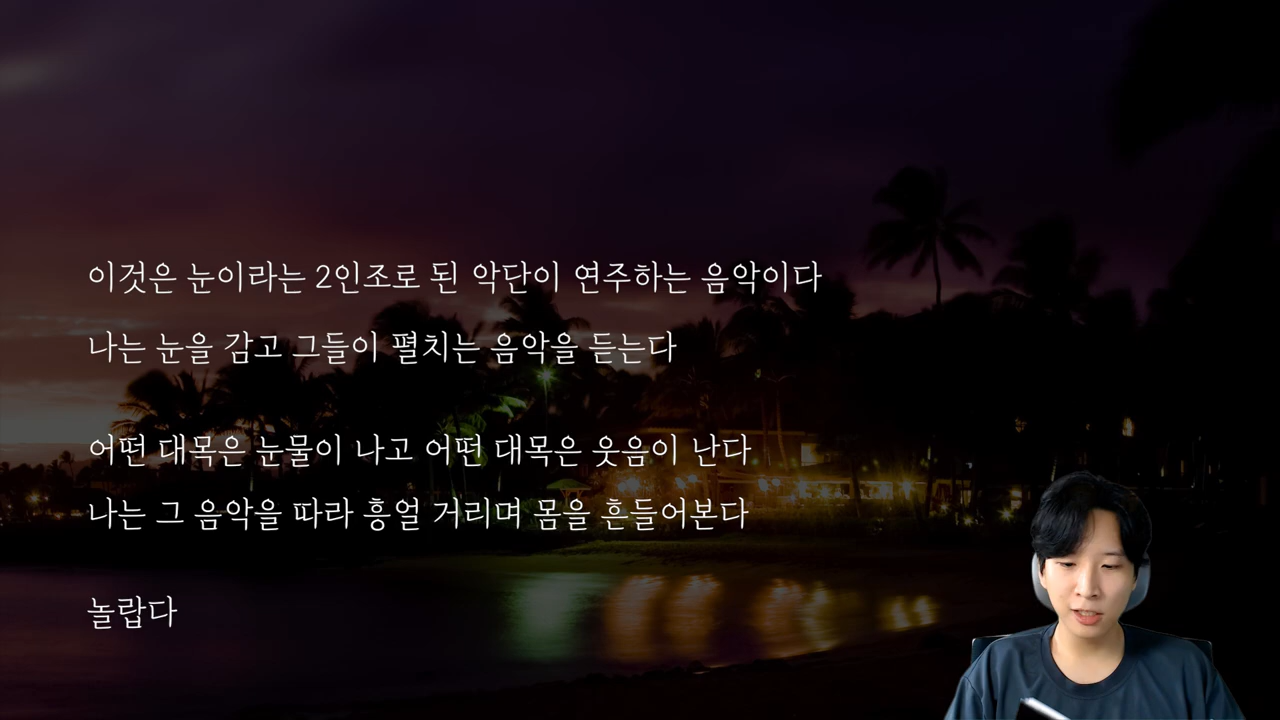 이것은 눈이라는 2인조로 된 악단이 연주하는 음악이다
나는 눈을 감고 그들이 펼치는 음악을 듣는다
어떤 대목은 눈물이 나고 어떤 대목은 웃음이 난다
나는 그 음악을 따라 흥얼 거리며 몸을 흔들어본다
놀랍다